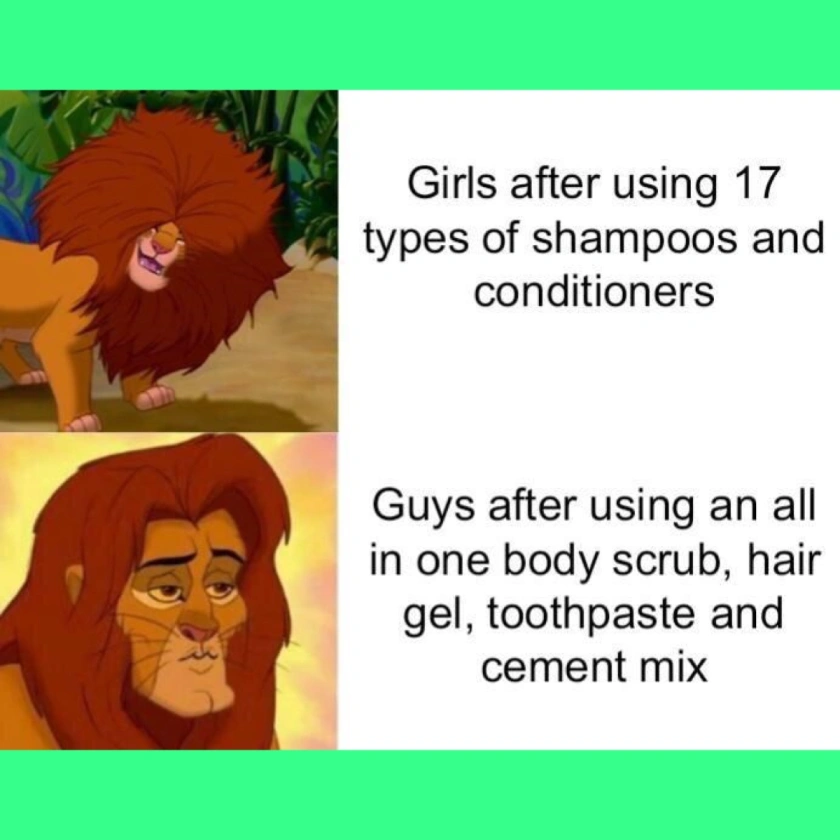 Girls after using 17
types of shampoos and
conditioners
Guys after using an all
in one body scrub, hair
gel, toothpaste and
cement mix